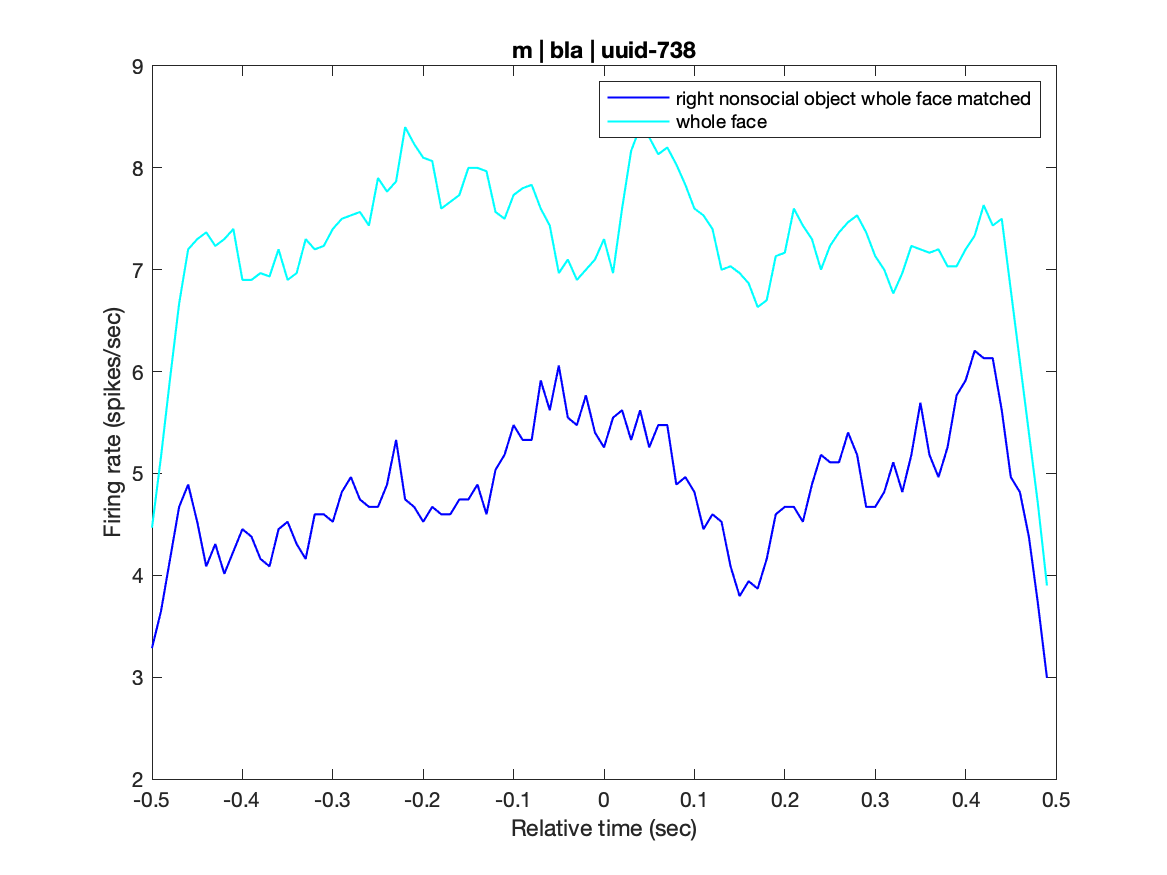 m | bla | uuid-738
right nonsocial object whole face matched
whole face
Firing rate (spikes/sec)
9
8
7
6
5
4
3
2
-0.5 -0.4 -0.3 -0.2 -0.1 0 0.1 0.2 0.3 0.4 0.5
Relative time (sec)